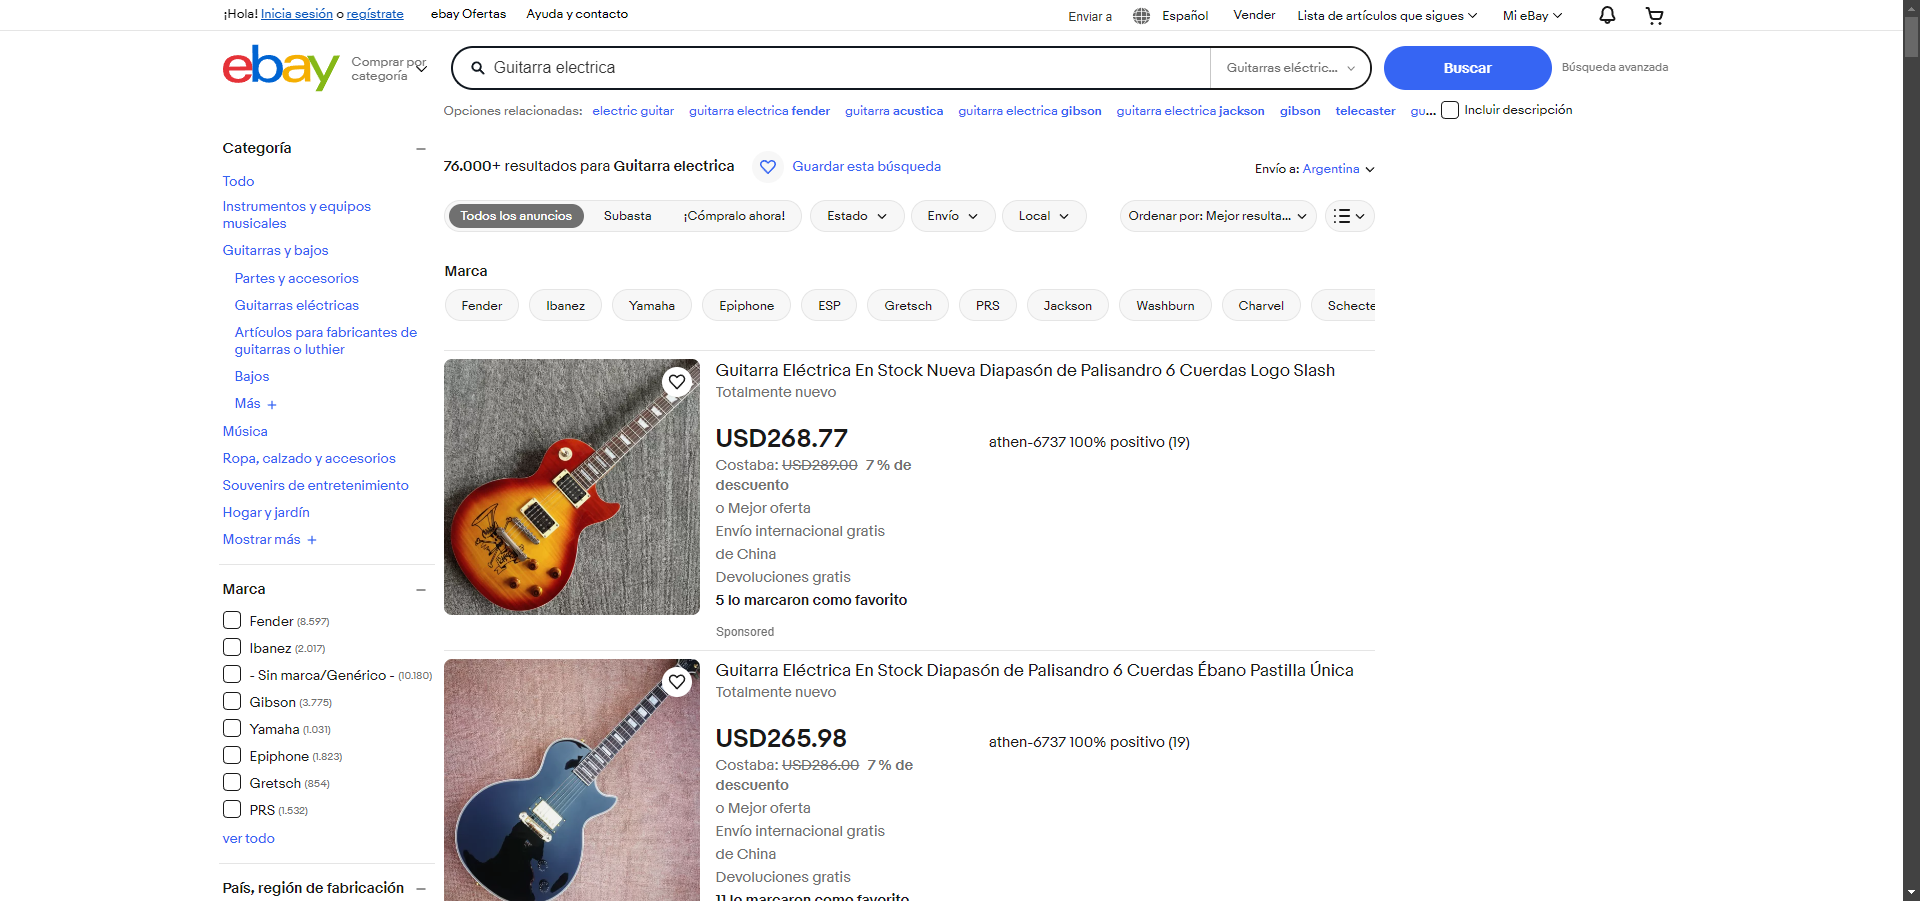 ¡Hola! Inicia sesión o regístrate
ebay Ofertas
Ayuda y contacto
Enviar a
Español
Vender
Lista de artículos que sigues
Mi eBay
ebay
Comprar por
categoría
Guitarra electrica
Guitarras eléctric...
Buscar
Búsqueda avanzada
Opciones relacionadas: electric guitar guitarra electrica fender guitarra acustica guitarra electrica gibson guitarra electrica jackson gibson telecaster gu...
Incluir descripción
Categoría
Todo
Instrumentos y equipos
musicales
Guitarras y bajos
Partes y accesorios
Guitarras eléctricas
Artículos para fabricantes de
guitarras o luthier
Bajos
Más
Música
Ropa, calzado y accesorios
Souvenirs de entretenimiento
Hogar y jardín
Mostrar más
Marca
Fender (8.597)
Ibanez (2.017)
- Sin marca/Genérico - (10.180)
Gibson (3.775)
Yamaha (1.031)
Epiphone (1.823)
Gretsch (854)
PRS (1.532)
ver todo
País, región de fabricación
76.000+ resultados para Guitarra electrica
Guardar esta búsqueda
Envío a: Argentina
Todos los anuncios
Subasta
¡Cómpralo ahora!
Estado
Envío
Local
Ordenar por: Mejor resulta...
Marca
Fender
Ibanez
Yamaha
Epiphone
ESP
Gretsch
PRS
Jackson
Washburn
Charvel
Schecte
Guitarra Eléctrica En Stock Nueva Diapasón de Palisandro 6 Cuerdas Logo Slash
Totalmente nuevo
USD268.77
athen-6737 100% positivo (19)
Costaba: USD289.00 7 % de
descuento
o Mejor oferta
Envío internacional gratis
de China
Devoluciones gratis
5 lo marcaron como favorito
Sponsored
Guitarra Eléctrica En Stock Diapasón de Palisandro 6 Cuerdas Ébano Pastilla Única
Totalmente nuevo
USD265.98
athen-6737 100% positivo (19)
Costaba: USD286.00 7 % de
descuento
o Mejor oferta
Envío internacional gratis
de China
Devoluciones gratis
11 lo marcaron como favorito